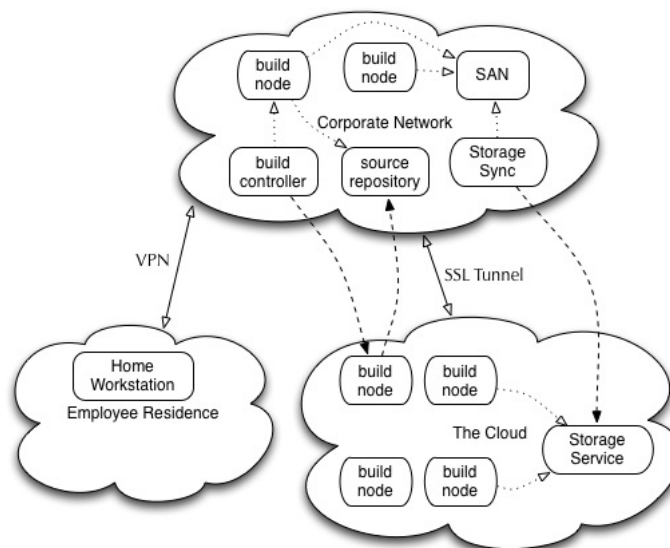 build
node
build
node
SAN
Corporate Network
build
controller
source
repository
Storage
Sync
VPN
SSL Tunnel
Home
Workstation
Employee Residence
build
node
build
node
The Cloud
Storage
Service
build
node
build
node